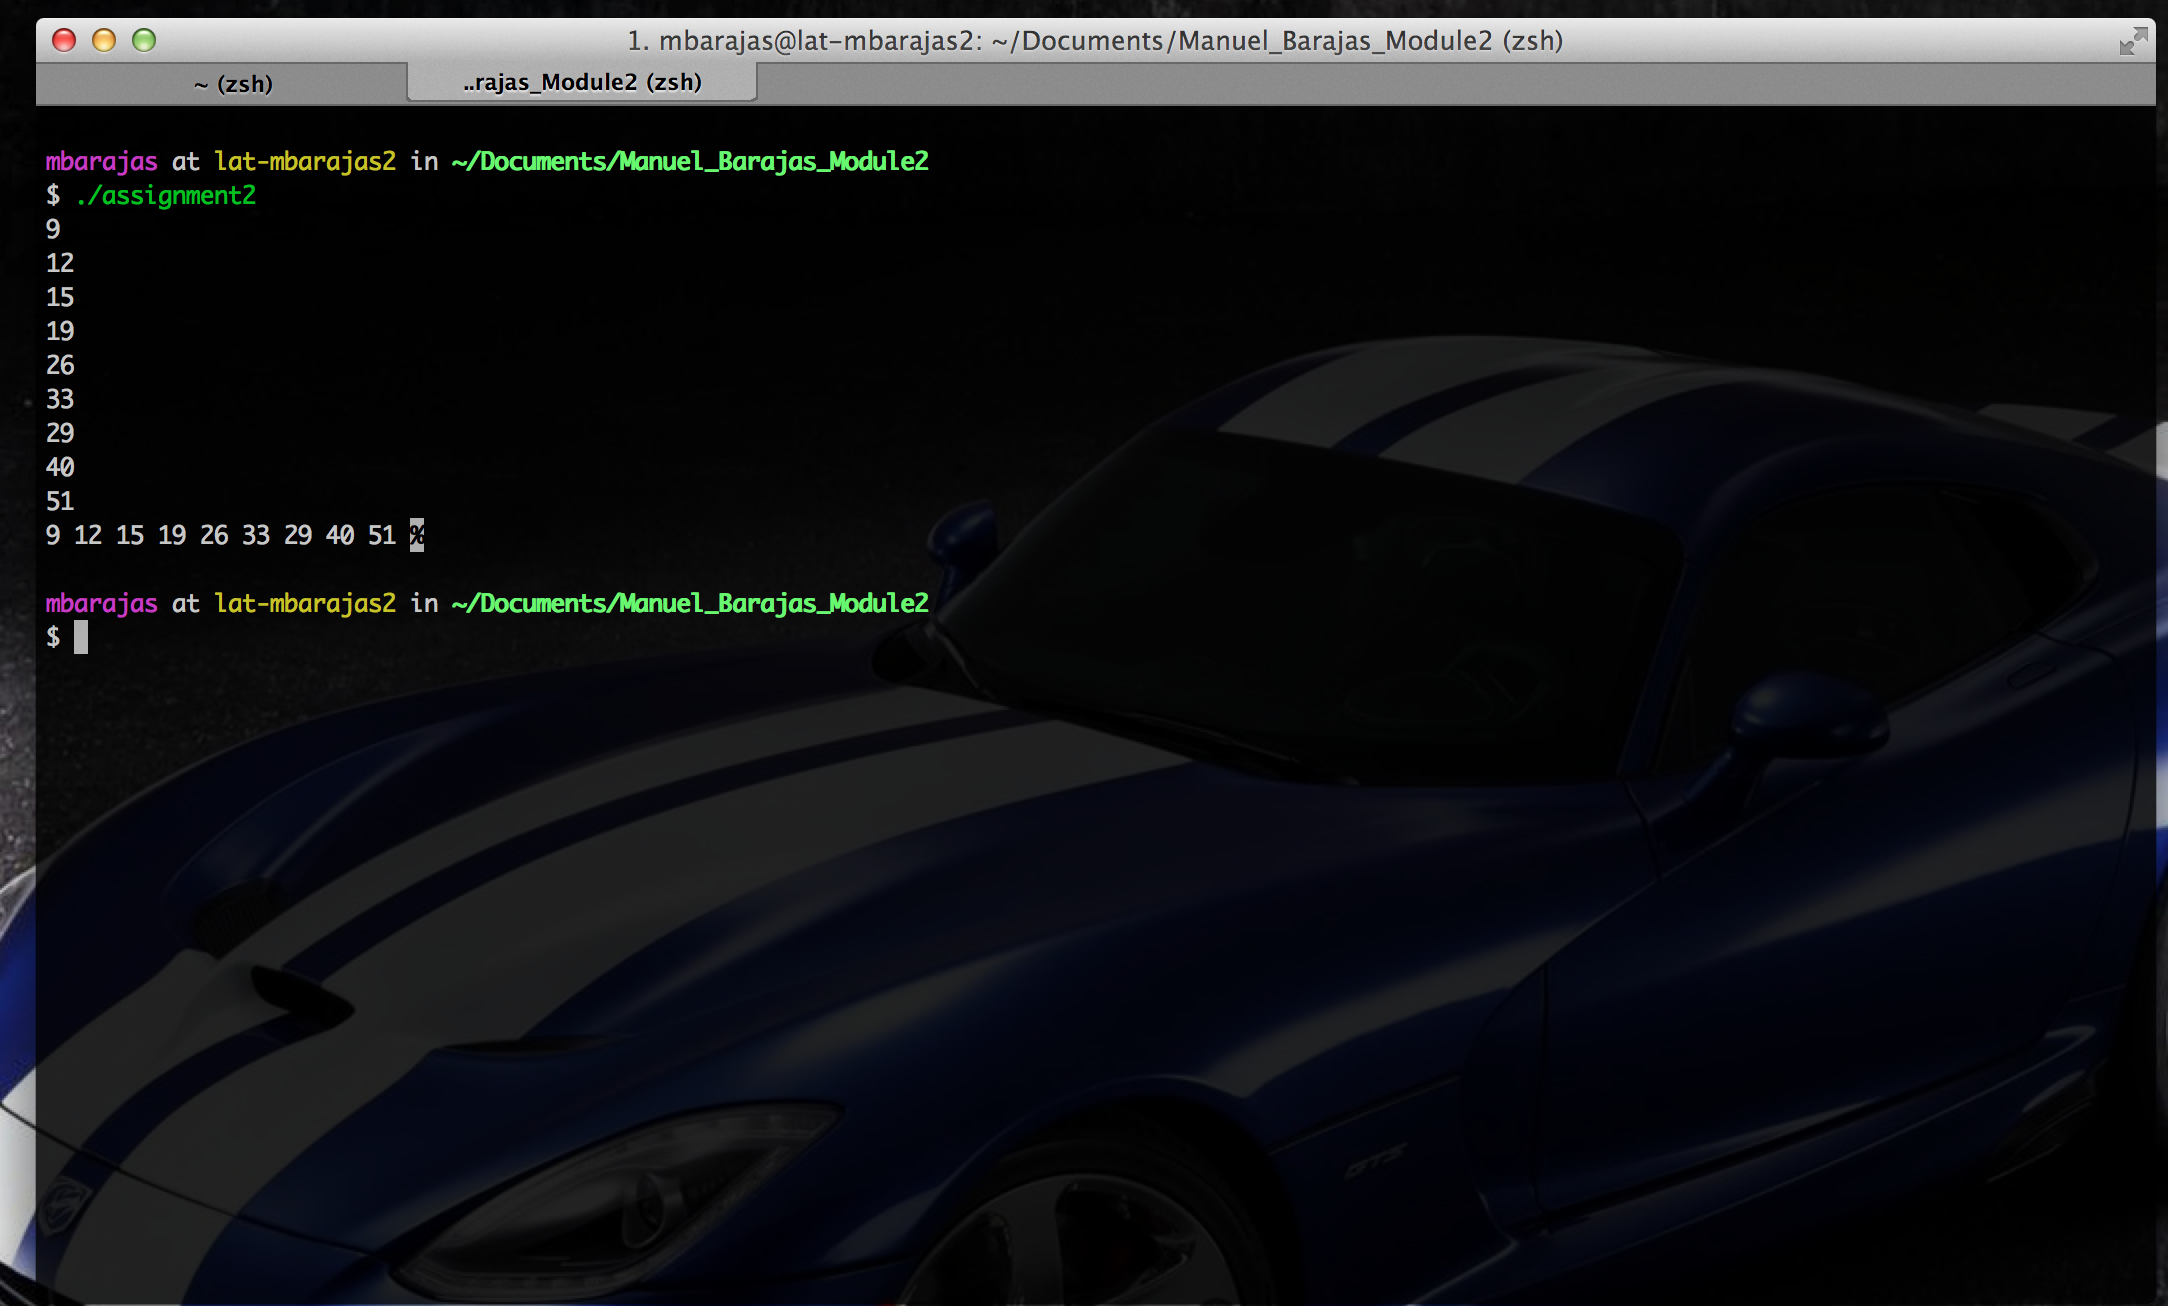 1. mbarajas@lat-mbarajas2: ~/Documents/Manuel_Barajas_Module2 (zsh)
~ (zsh)
..rajas_Module2 (zsh)
mbarajas at lat-mbarajas2 in ~/Documents/Manuel_Barajas_Module2
$ ./assignment2
9
12
15
19
26
33
29
40
51
9 12 15 19 26 33 29 40 51 %
mbarajas at lat-mbarajas2 in ~/Documents/Manuel_Barajas_Module2
$
GTS